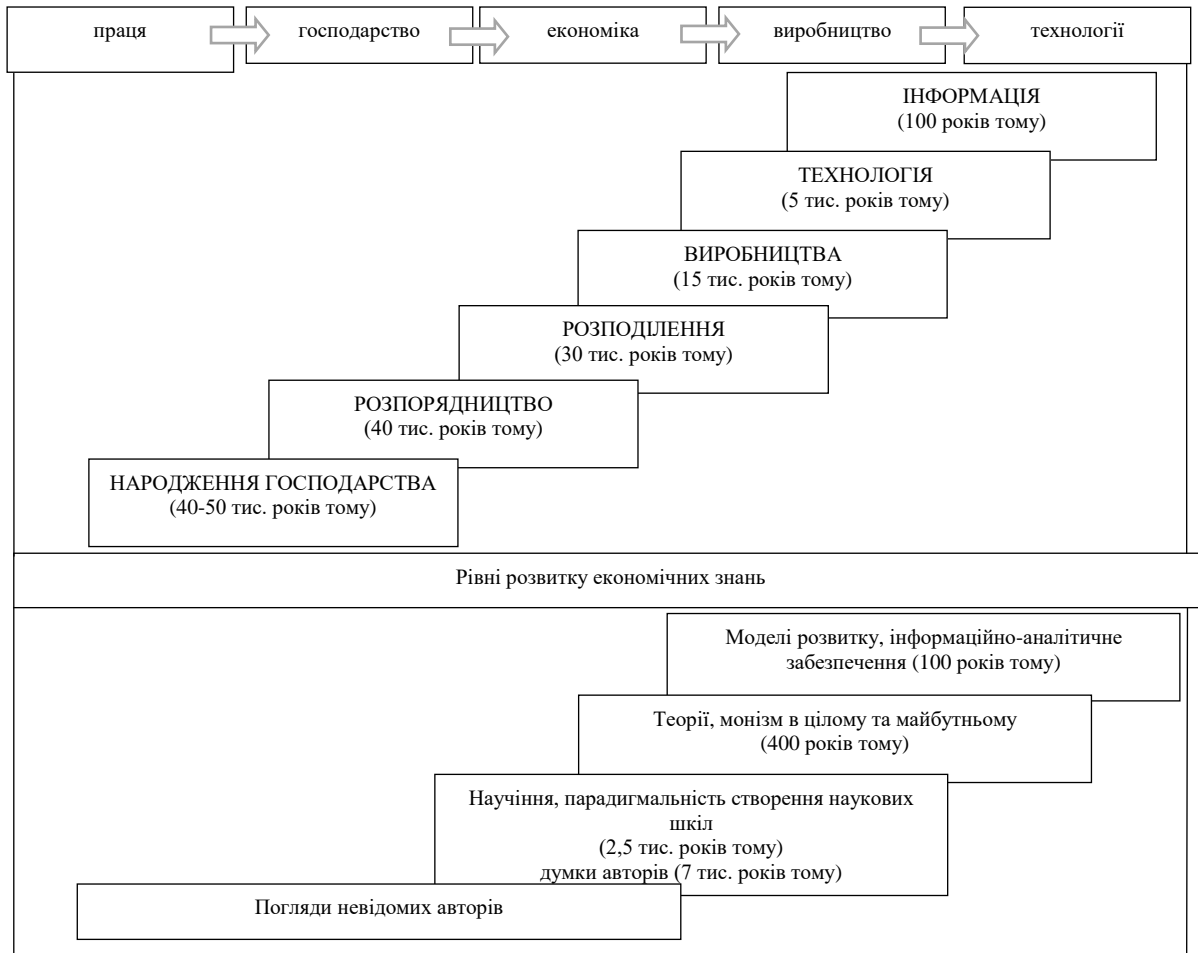 праця
господарство
економіка
виробництво
технології
ІНФОРМАЦІЯ
(100 років тому)
ТЕХНОЛОГІЯ
(5 тис. років тому)
ВИРОБНИЦТВА
(15 тис. років тому)
РОЗПОДІЛЕННЯ
(30 тис. років тому)
РОЗПОРЯДНИЦТВО
(40 тис. років тому)
НАРОДЖЕННЯ ГОСПОДАРСТВА
(40-50 тис. років тому)
Рівні розвитку економічних знань
Моделі розвитку, інформаційно-аналітичне
забезпечення (100 років тому)
Теорії, монізм в цілому та майбутньому
(400 років тому)
Научіння, парадигмальність створення наукових
шкіл
(2,5 тис. років тому)
думки авторів (7 тис. років тому)
Погляди невідомих авторів